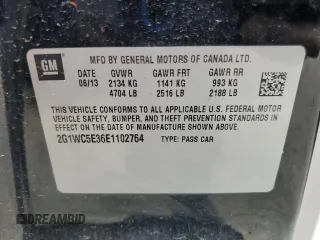 GM
MFD BY GENERAL MOTORS OF CANADA LTD.
DATE GVWR GAWR FRT GAWR RR
06/13 2134 KG 1141 KG 993 KG
4704 LB 2516 LB 2188 LB
THIS VEHICLE CONFORMS TO ALL APPLICABLE U.S. FEDERAL MOTOR
VEHICLE SAFETY, BUMPER, AND THEFT PREVENTION STANDARDS
IN EFFECT ON THE DATE OF MANUFACTURE SHOWN ABOVE.
2G1WC5E36E1102764 TYPE: PASS CAR
DREAMBID